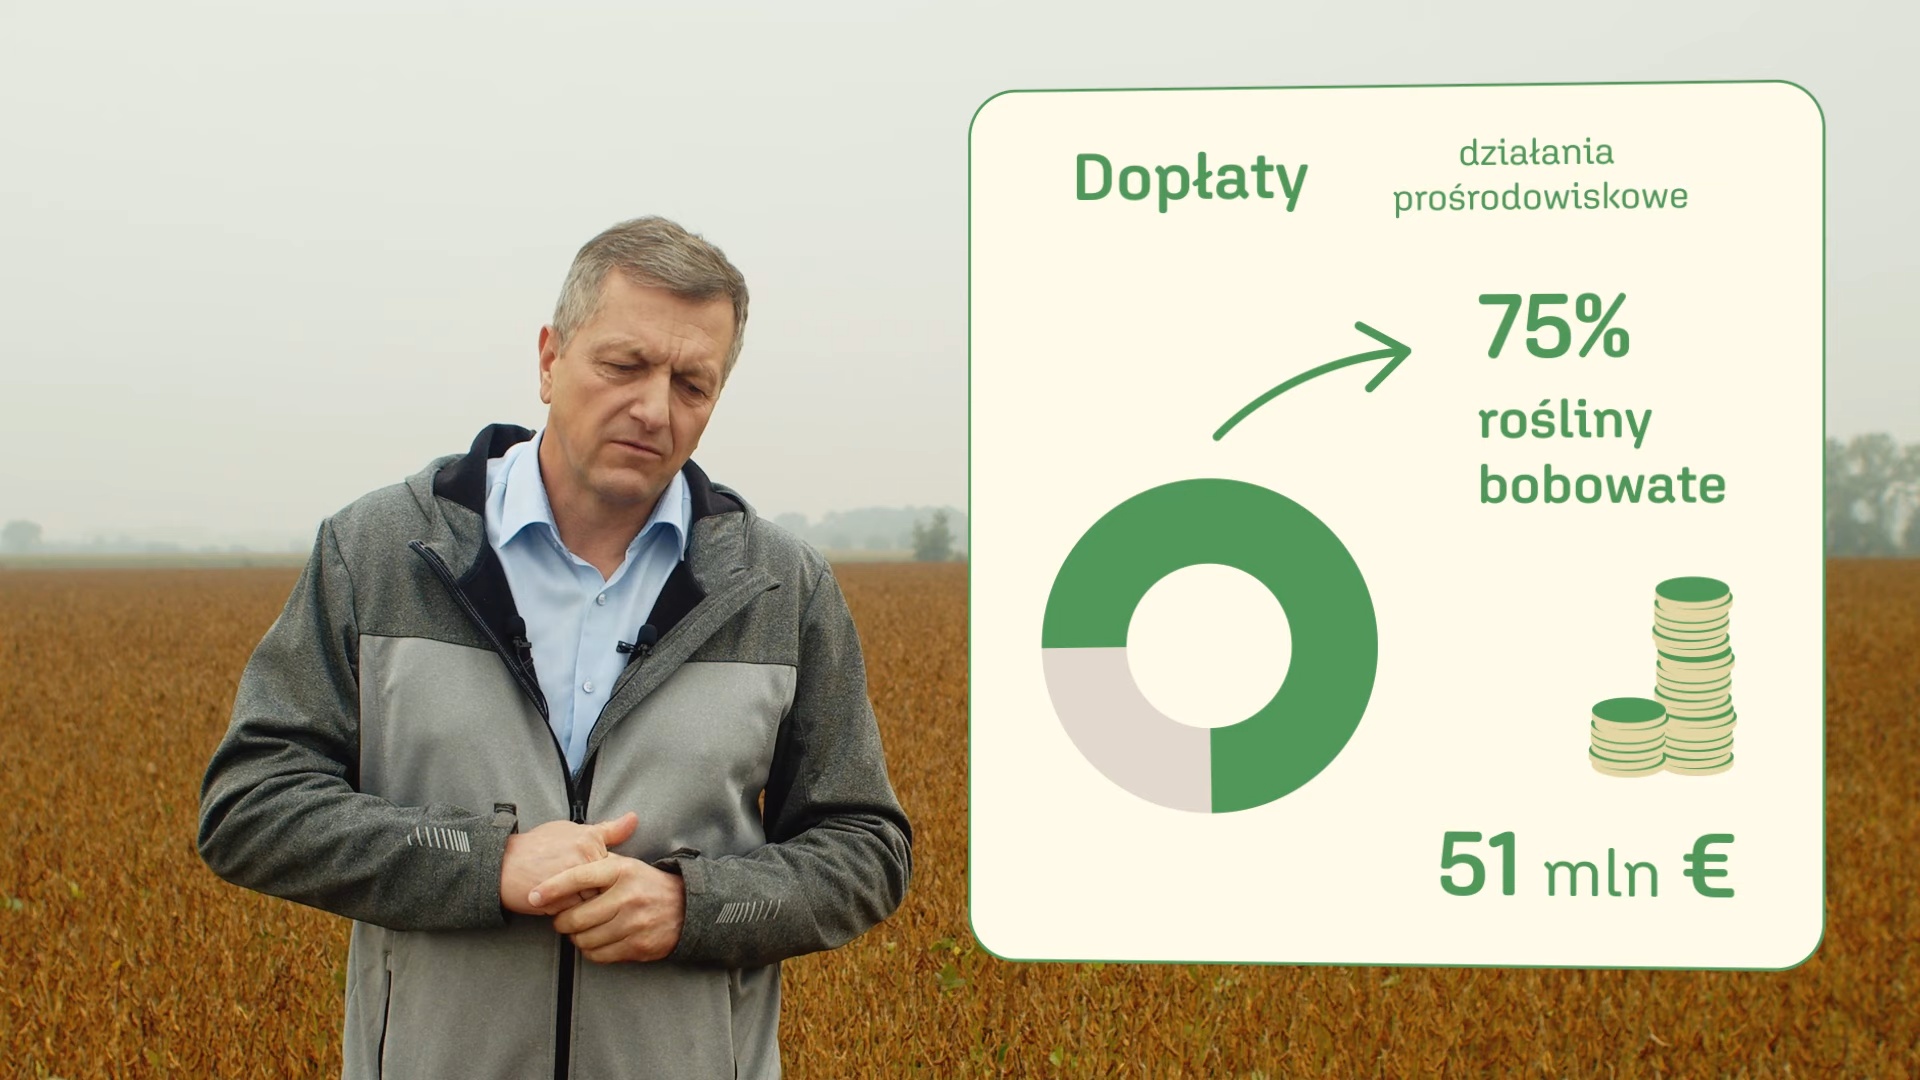 Dopłaty
działania
prośrodowiskowe
75%
rośliny
bobowate
51 mln €